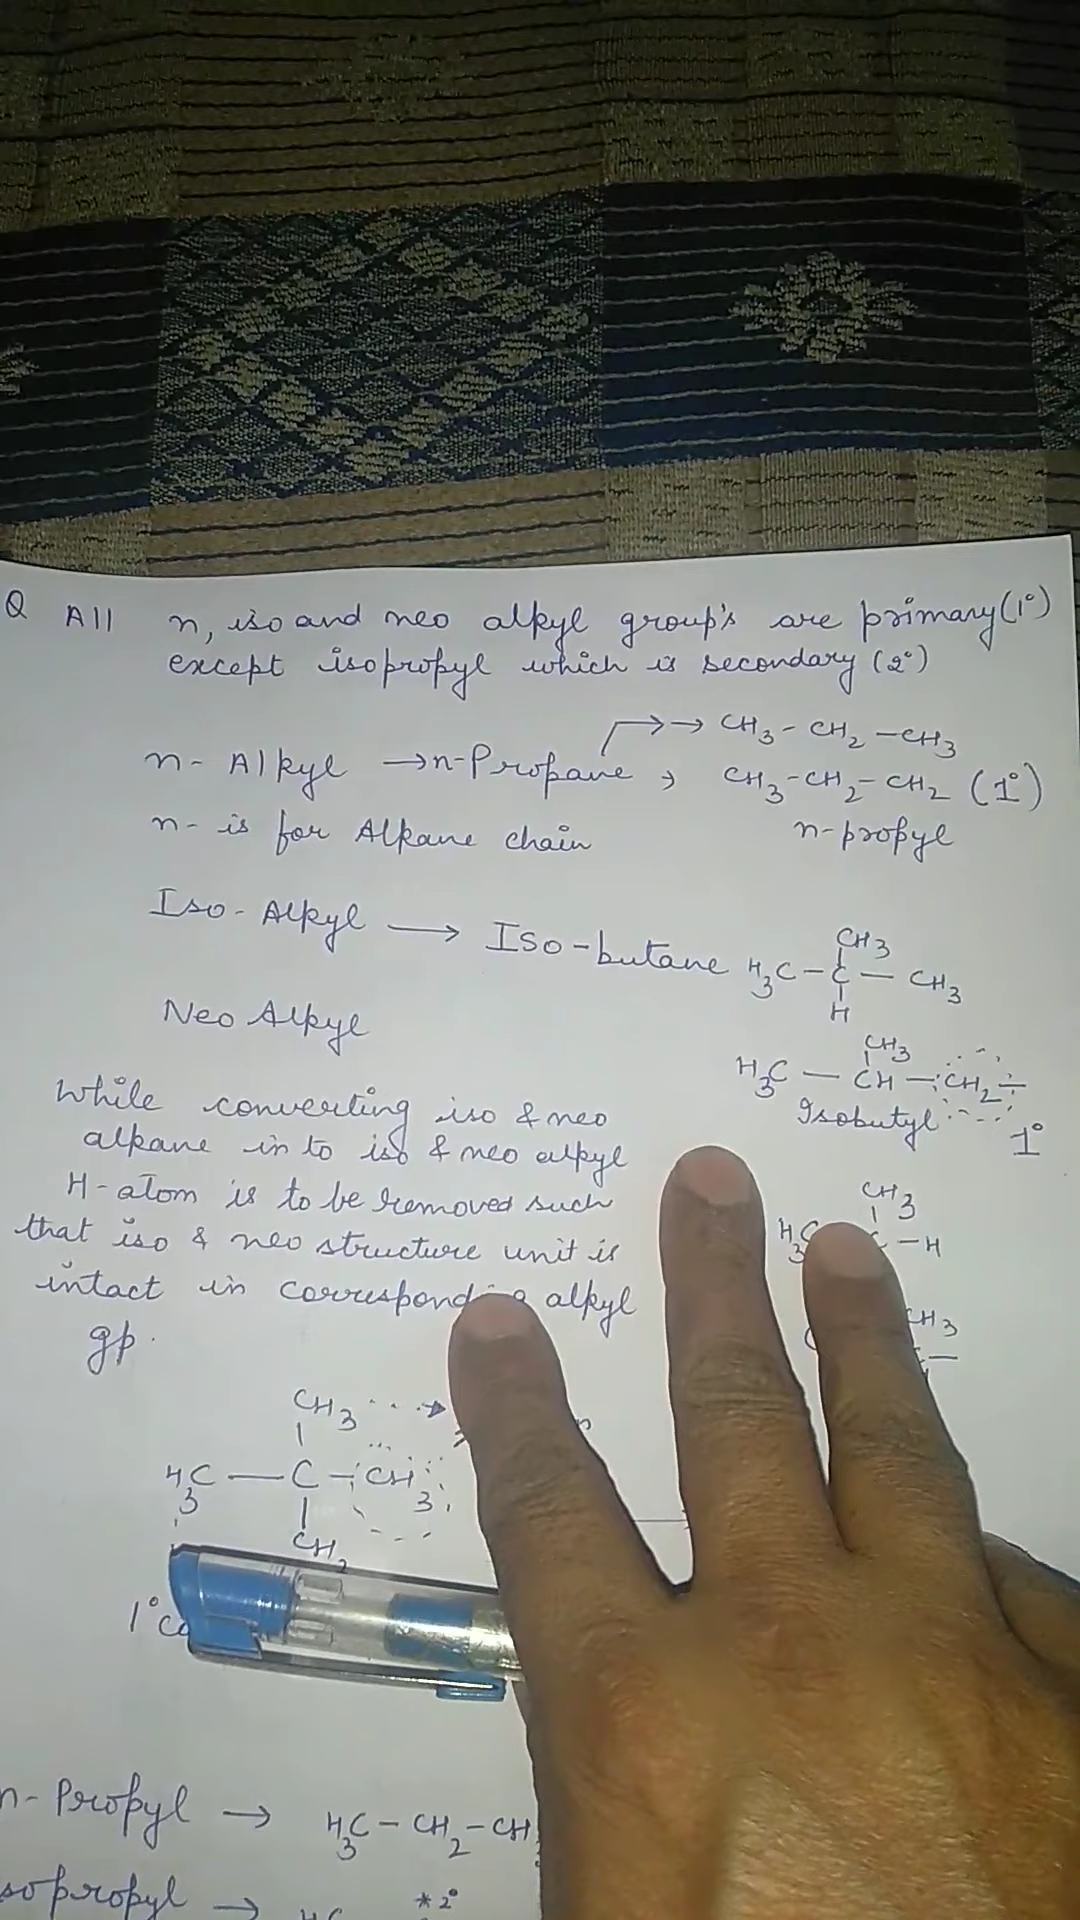 Q All n, iso and neo alkyl group's are primary (1°)
except isopropyl which is secondary (2°)
n- Alkyl → n-Propane → → CH3 - CH2 - CH3
, CH3 - CH2 - CH2 (1°)
n-propyl
n- is for Alkane chain
Iso - Alkyl → Iso - butane
CH3
H3C - C - CH3
H
Neo Alkyl
CH3
H3C - CH - CH2 -
Isobutyl 1°
While converting iso & neo
alkane in to iso & neo alkyl
H-atom is to be removed such
that iso & neo structure unit is
intact in alkyl
gp.
CH3
- H
CH3
CH3
H3C - C - CH3
1°
n- Propyl → H3C - CH2 - CH
→ *2°